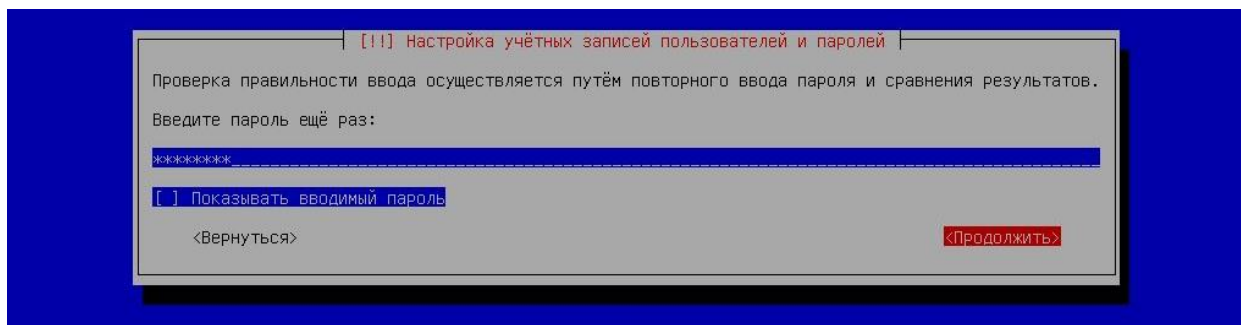 [!!] Настройка учётных записей пользователей и паролей
Проверка правильности ввода осуществляется путём повторного ввода пароля и сравнения результатов.
Введите пароль ещё раз:
********
[ ] Показывать вводимый пароль
<Вернуться> <Продолжить>